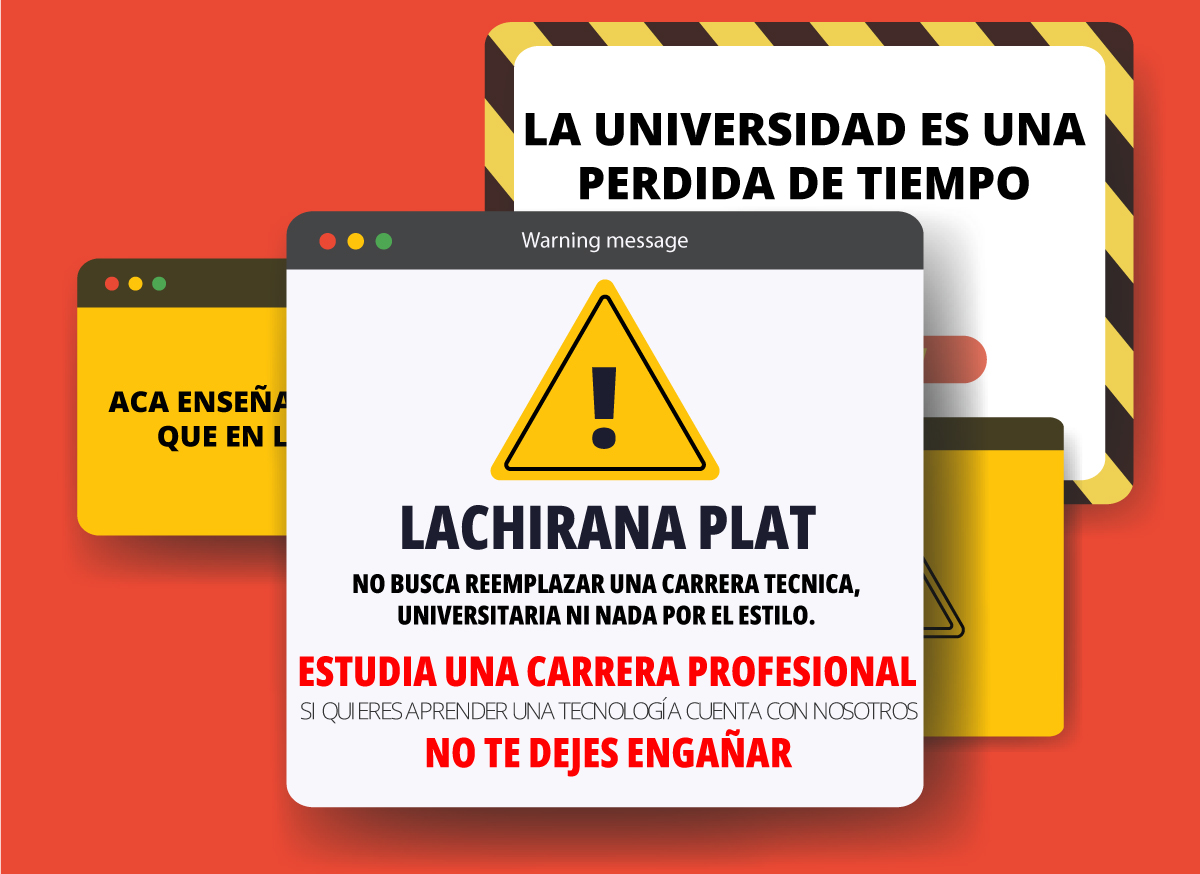 LA UNIVERSIDAD ES UNA
PERDIDA DE TIEMPO
Warning message
ACA ENSEÑA
QUE EN L
LACHIRANA PLAT
NO BUSCA REEMPLAZAR UNA CARRERA TECNICA,
UNIVERSITARIA NI NADA POR EL ESTILO.
ESTUDIA UNA CARRERA PROFESIONAL
SI QUIERES APRENDER UNA TECNOLOGÍA CUENTA CON NOSOTROS
NO TE DEJES ENGAÑAR